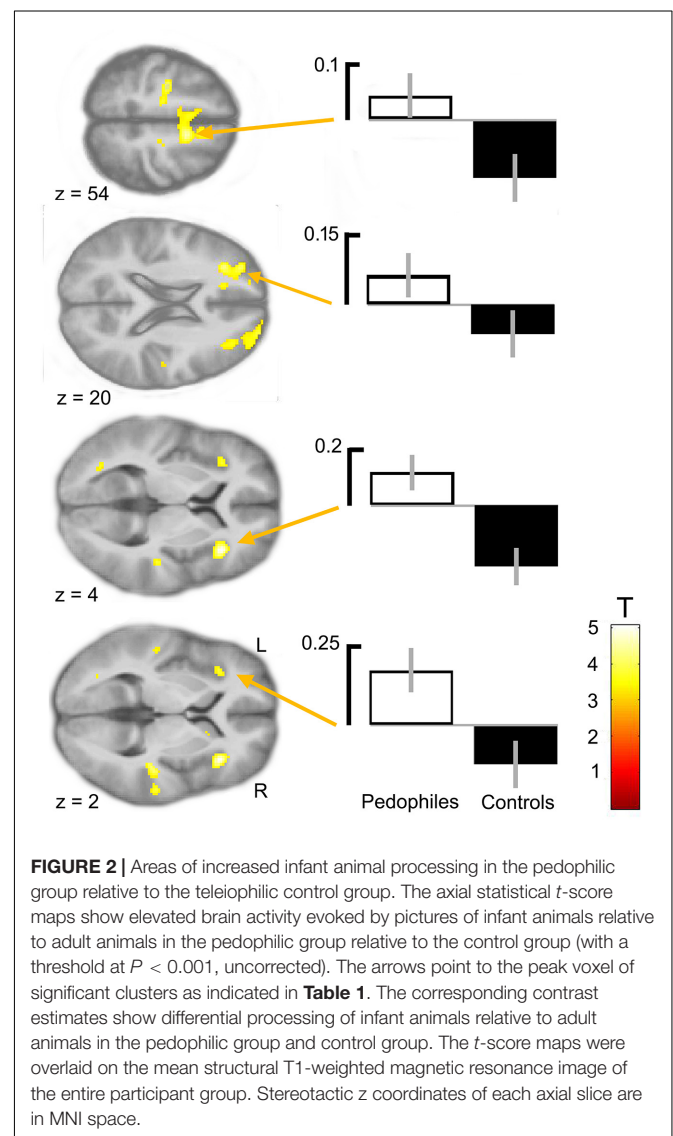 0.1
z = 54
0.15
z = 20
0.2
z = 4
0.25
L
T
5
4
3
2
1
R
z = 2
Pedophiles Controls
FIGURE 2 | Areas of increased infant animal processing in the pedophilic
group relative to the teleiophilic control group. The axial statistical t-score
maps show elevated brain activity evoked by pictures of infant animals relative
to adult animals in the pedophilic group relative to the control group (with a
threshold at P < 0.001, uncorrected). The arrows point to the peak voxel of
significant clusters as indicated in Table 1. The corresponding contrast
estimates show differential processing of infant animals relative to adult
animals in the pedophilic group and control group. The t-score maps were
overlaid on the mean structural T1-weighted magnetic resonance image of
the entire participant group. Stereotactic z coordinates of each axial slice are
in MNI space.